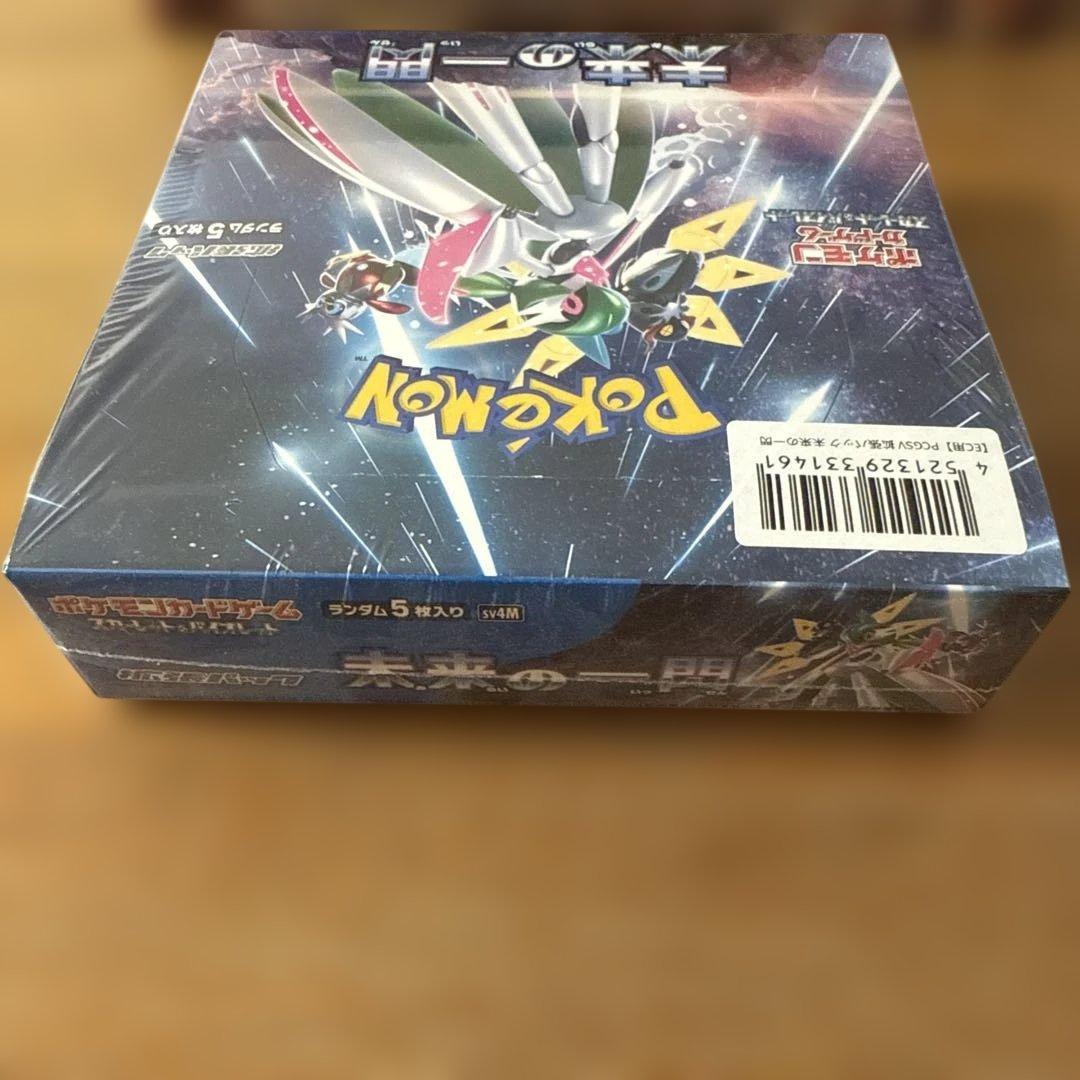 未来の一閃
ポケモン
カードゲーム
スカーレット&バイオレット
拡張パック
ランダム5枚入り
POKÉMON™
【EC用】PCGSV 拡張パック 未来の一閃
4 521329 331461
ポケモンカードゲーム
スカーレット&バイオレット
ランダム5枚入り SV4M
拡張パック
未来の一閃